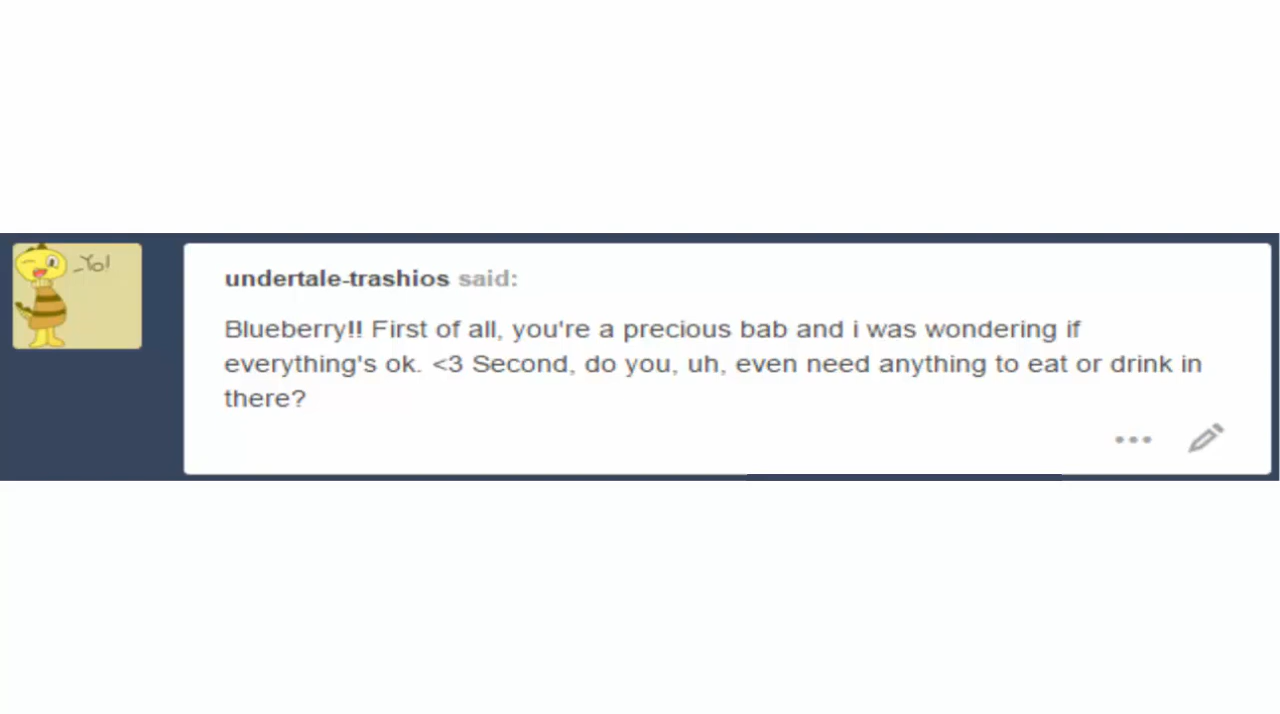 Yo!
undertale-trashios said:
Blueberry!! First of all, you're a precious bab and i was wondering if
everything's ok. <3 Second, do you, uh, even need anything to eat or drink in
there?